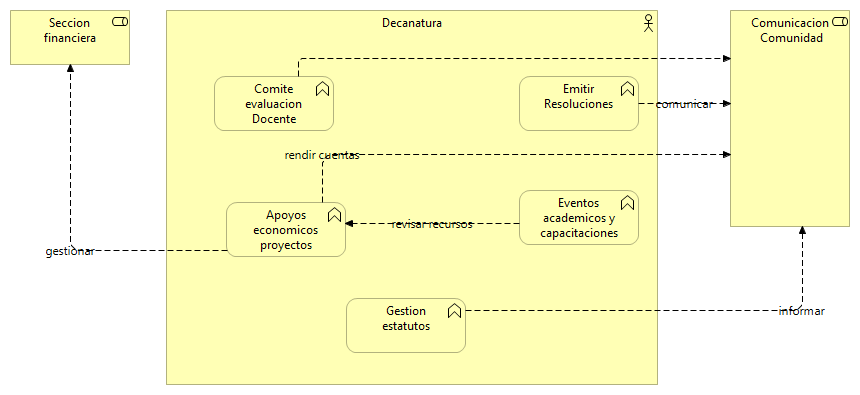 Seccion
financiera
Decanatura
Comunicacion
Comunidad
Comite
evaluacion
Docente
Emitir
Resoluciones
comunicar
rendir cuentas
Apoyos
economicos
proyectos
revisar recursos
Eventos
academicos y
capacitaciones
gestionar
Gestion
estatutos
informar